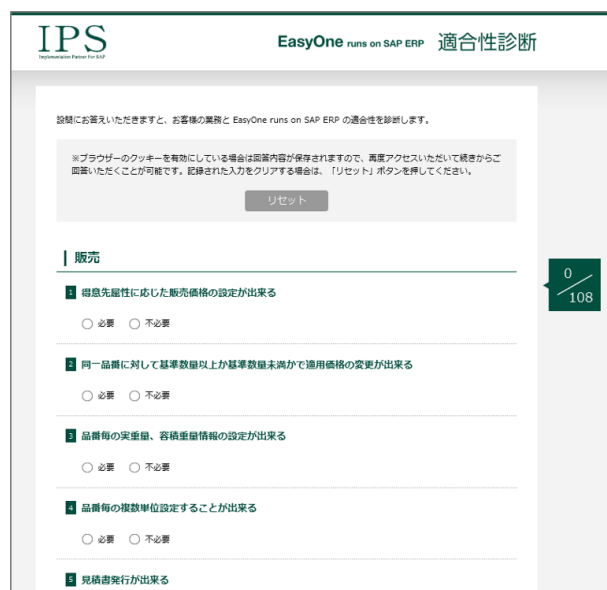 IPS
Implementation Partner For SAP
EasyOne runs on SAP ERP 適合性診断
設問にお答えいただきますと、お客様の業務と EasyOne runs on SAP ERP の適合性を診断します。
※ブラウザーのクッキーを有効にしている場合は回答内容が保存されますので、再度アクセスいただいて続きからご
回答いただくことが可能です。記録された入力をクリアする場合は、「リセット」ボタンを押してください。
リセット
販売
0
108
1 得意先属性に応じた販売価格の設定が出来る
必要 不必要
2 同一品番に対して基準数量以上か基準数量未満かで適用価格の変更が出来る
必要 不必要
3 品番毎の実重量、容積重量情報の設定が出来る
必要 不必要
4 品番毎の複数単位設定することが出来る
必要 不必要
5 見積書発行が出来る